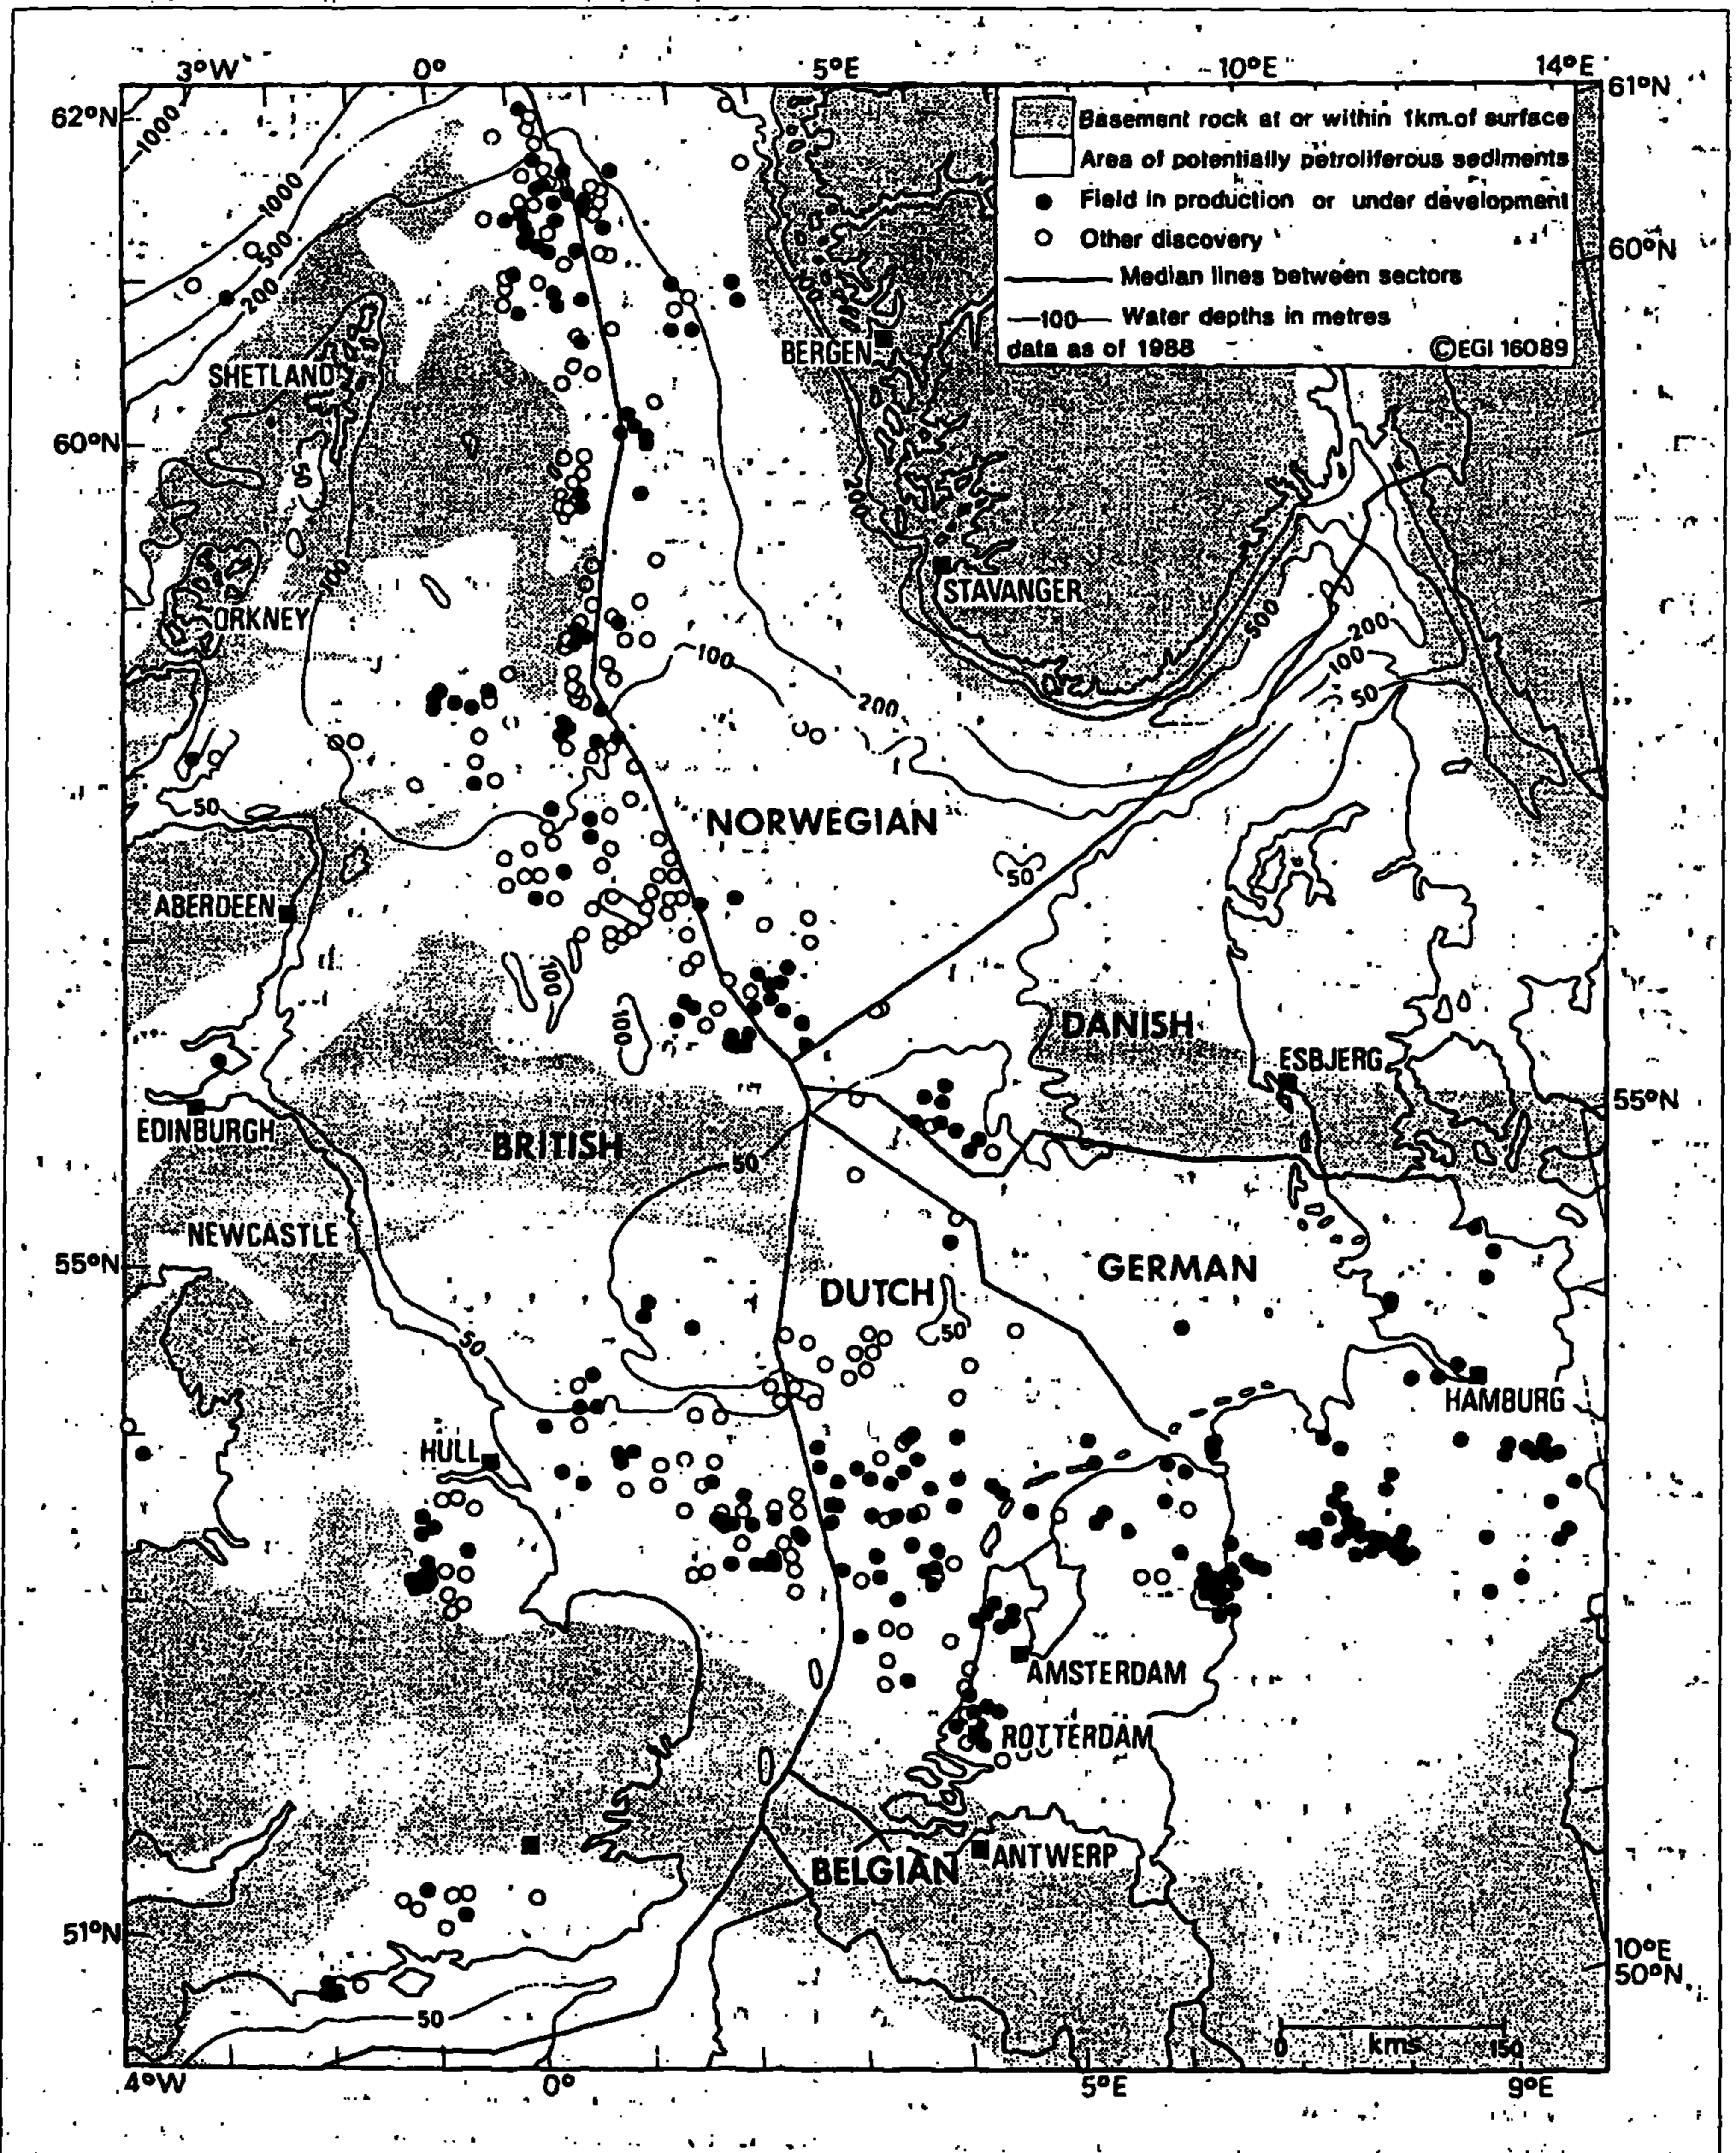 3°W 0° 5°E 10°E 14°E
62°N 61°N
1000
Basement rock at or within 1km.of surface
Area of potentially petroliferous sediments
Field in production or under development
Other discovery
Median lines between sectors
—100— Water depths in metres
data as of 1988 ©EGI 16089
1000
500
200
60°N
100
200
SHETLAND
BERGEN
60°N
50
200
100
STAVANGER
ORKNEY
500
200
100
100
50
200
50
NORWEGIAN
50
ABERDEEN
100
100
DANISH
ESBJERG
55°N
EDINBURGH
BRITISH
50
NEWCASTLE
55°N
GERMAN
DUTCH
50
50
HAMBURG
HULL
AMSTERDAM
ROTTERDAM
ANTWERP
BELGIAN
51°N
10°E
50°N
50
0 kms 150
4°W 0° 5°E 9°E